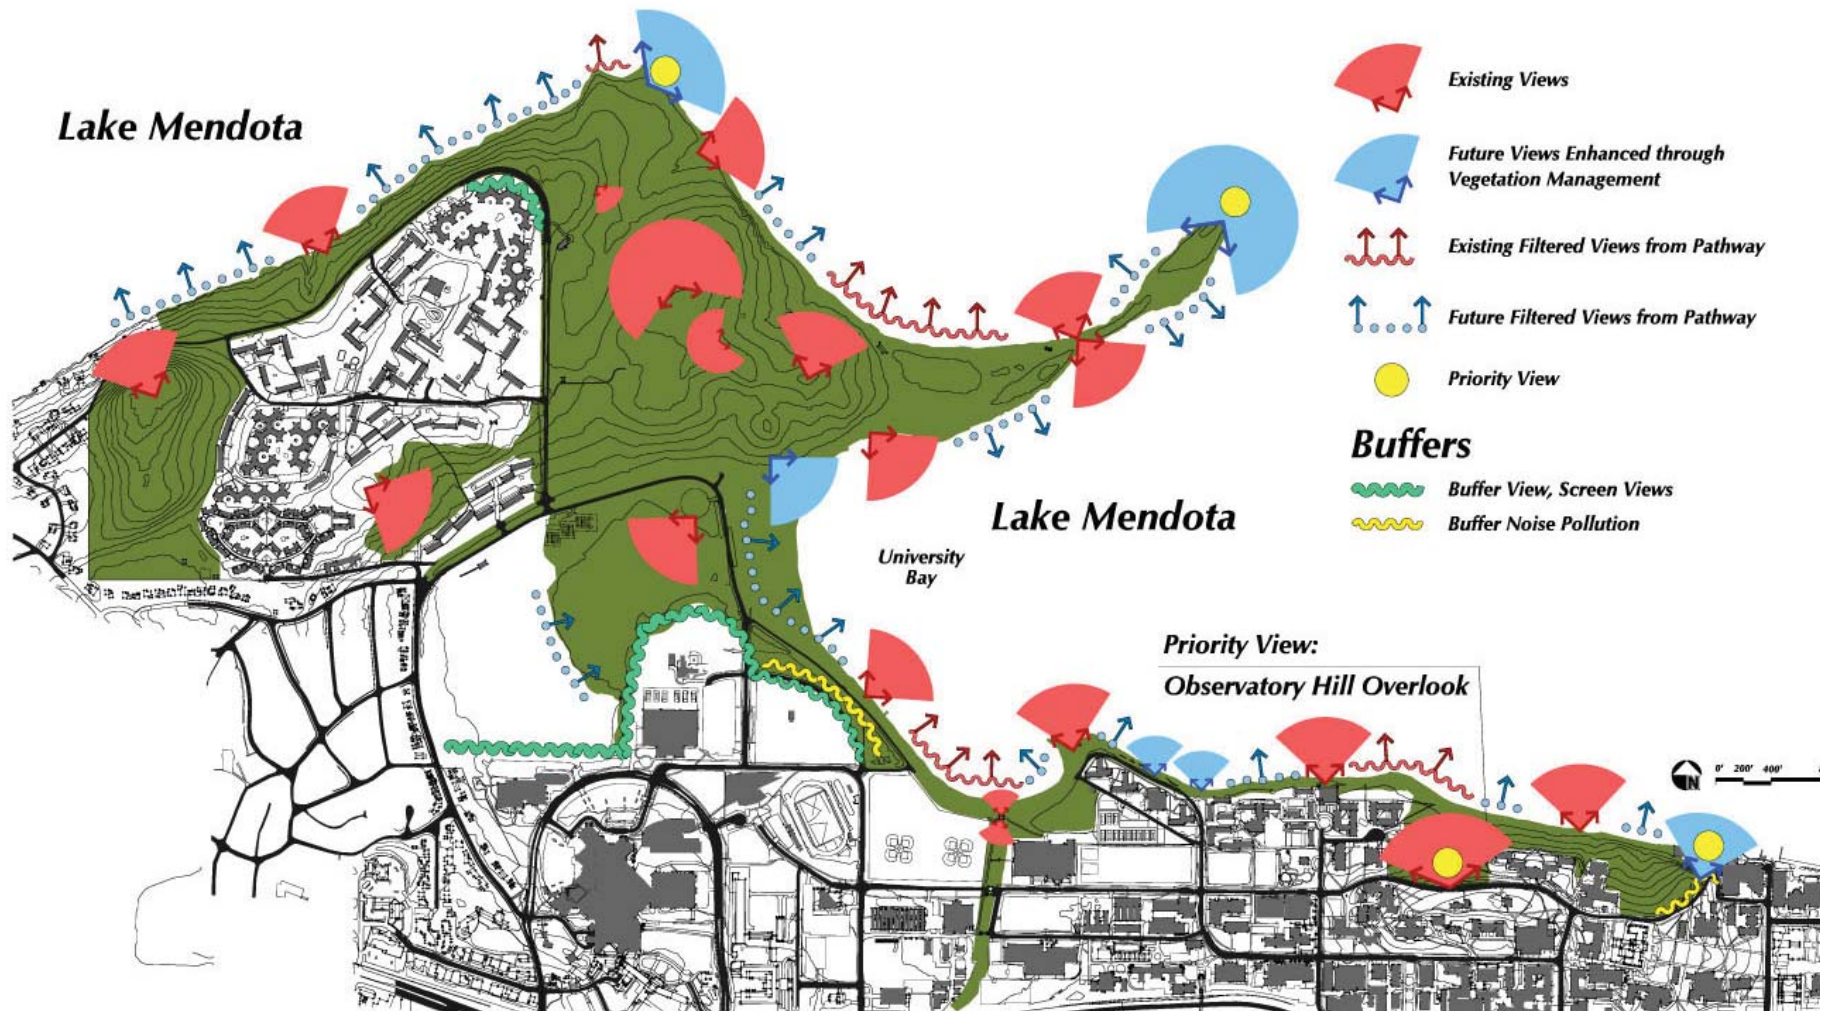 Lake Mendota
Existing Views
Future Views Enhanced through
Vegetation Management
Existing Filtered Views from Pathway
Future Filtered Views from Pathway
Priority View
Buffers
Buffer View, Screen Views
Buffer Noise Pollution
Lake Mendota
University
Bay
Priority View:
Observatory Hill Overlook
N
0' 200' 400'